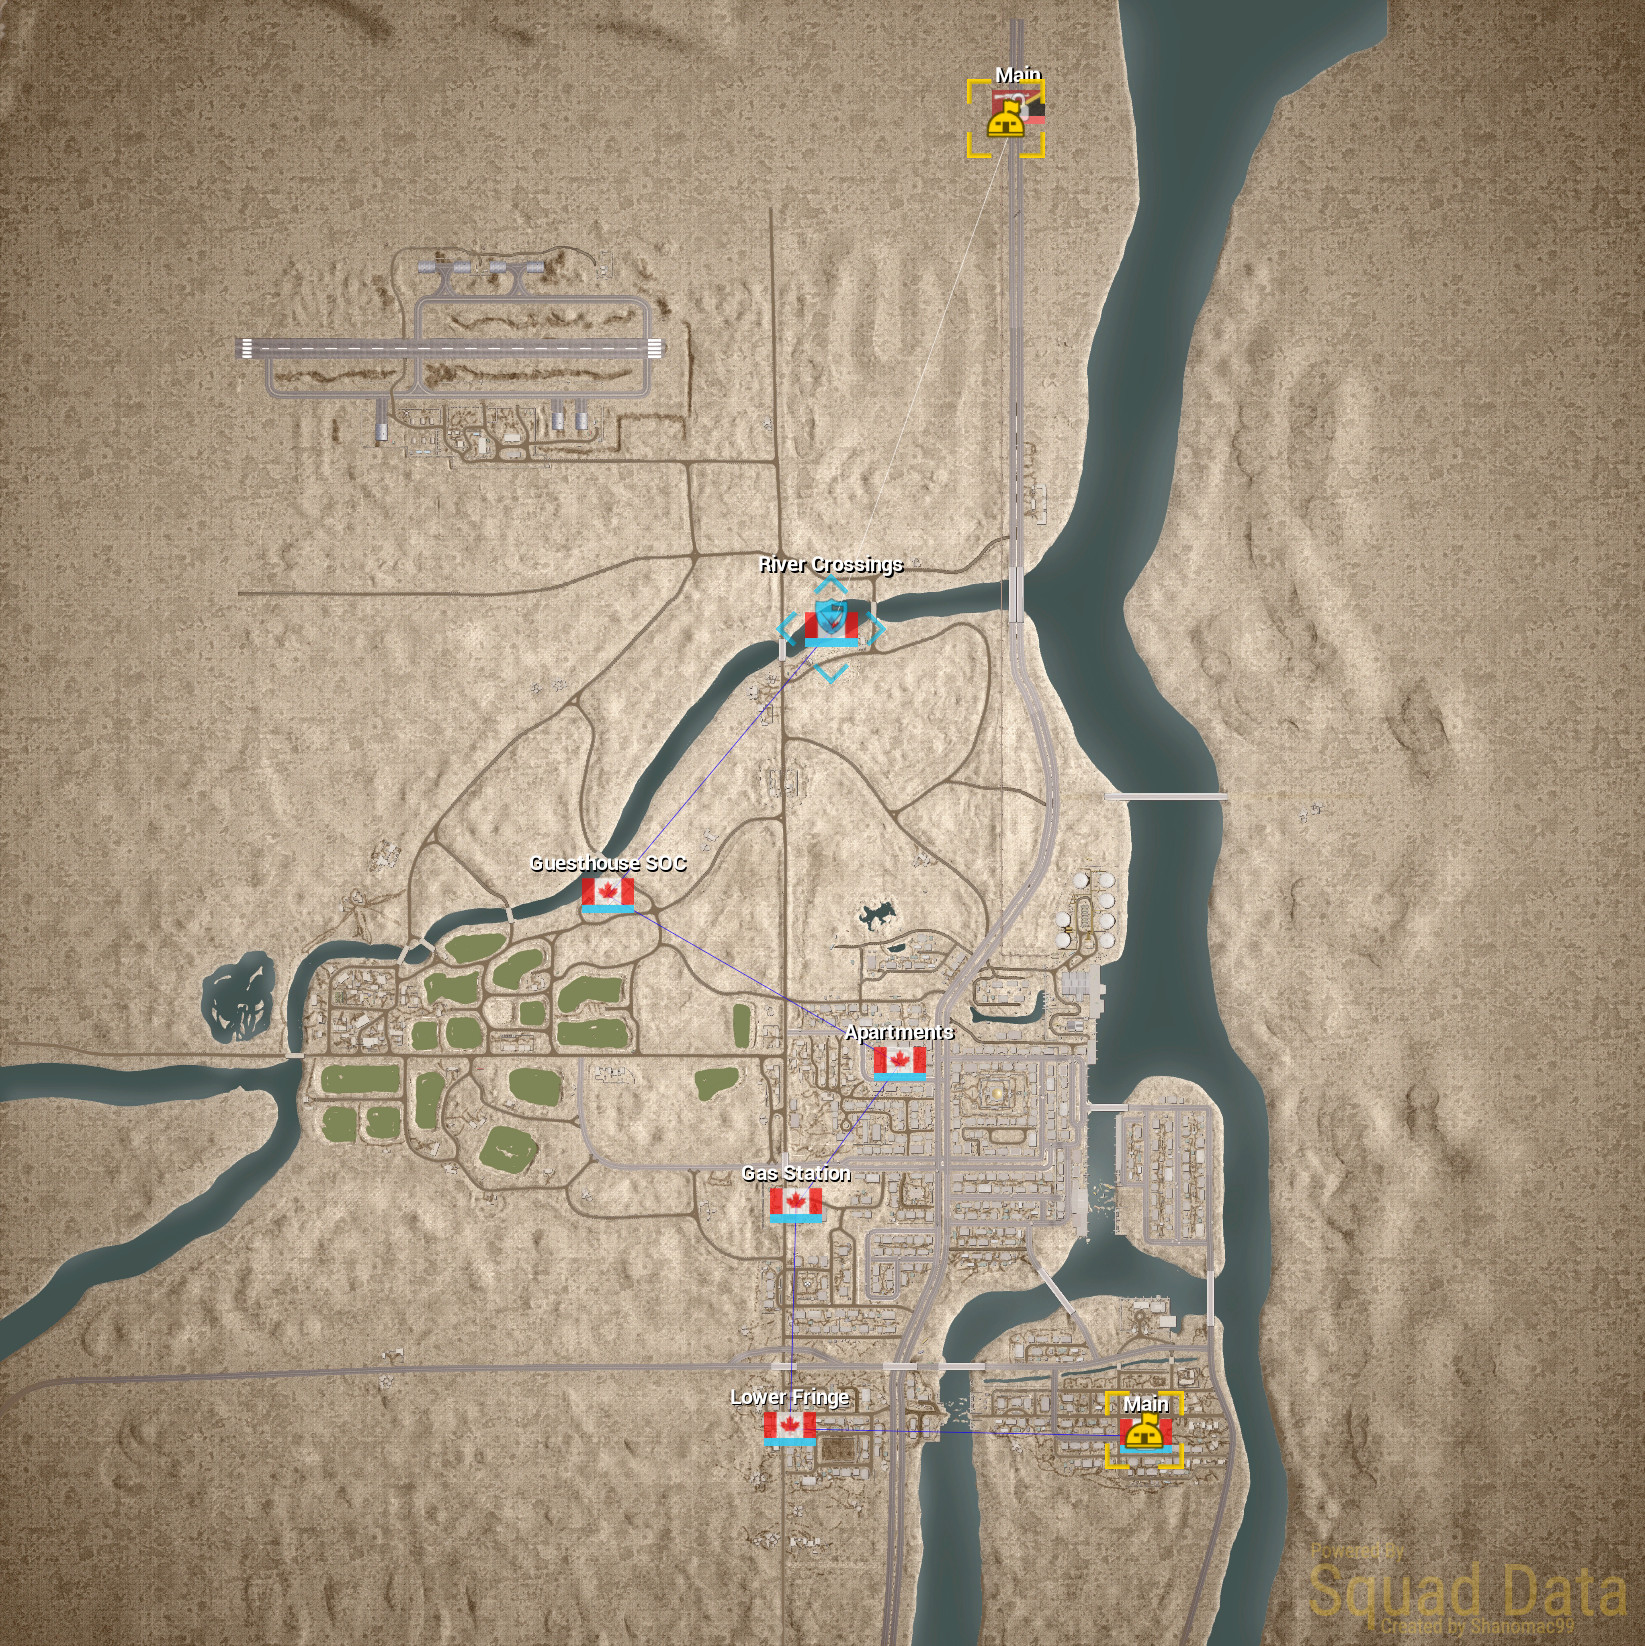 Main
River Crossings
Guesthouse SOC
Apartments
Gas Station
Lower Fringe
Main
Powered By
Squad Data
Created by Shanomac99